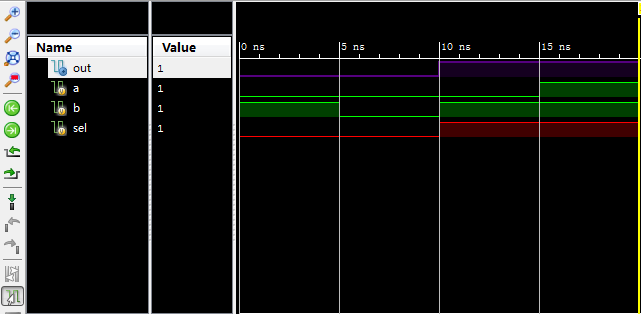 Name Value
0 ns 5 ns 10 ns 15 ns
out 1
a 1
b 1
sel 1